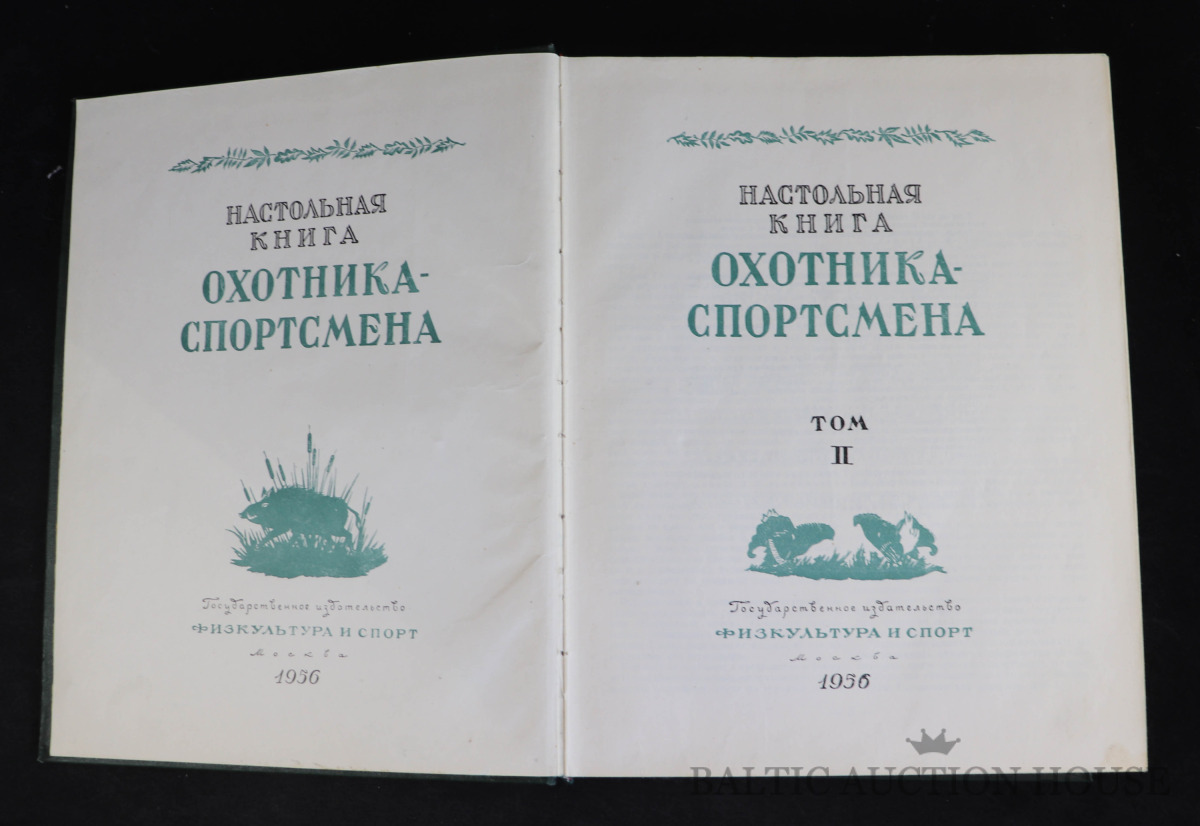 НАСТОЛЬНАЯ
КНИГА
ОХОТНИКА-
СПОРТСМЕНА
Государственное издательство
ФИЗКУЛЬТУРА И СПОРТ
Москва
1956
НАСТОЛЬНАЯ
КНИГА
ОХОТНИКА-
СПОРТСМЕНА
ТОМ
II
Государственное издательство
ФИЗКУЛЬТУРА И СПОРТ
Москва
1956
BALTIC AUCTION HOUSE